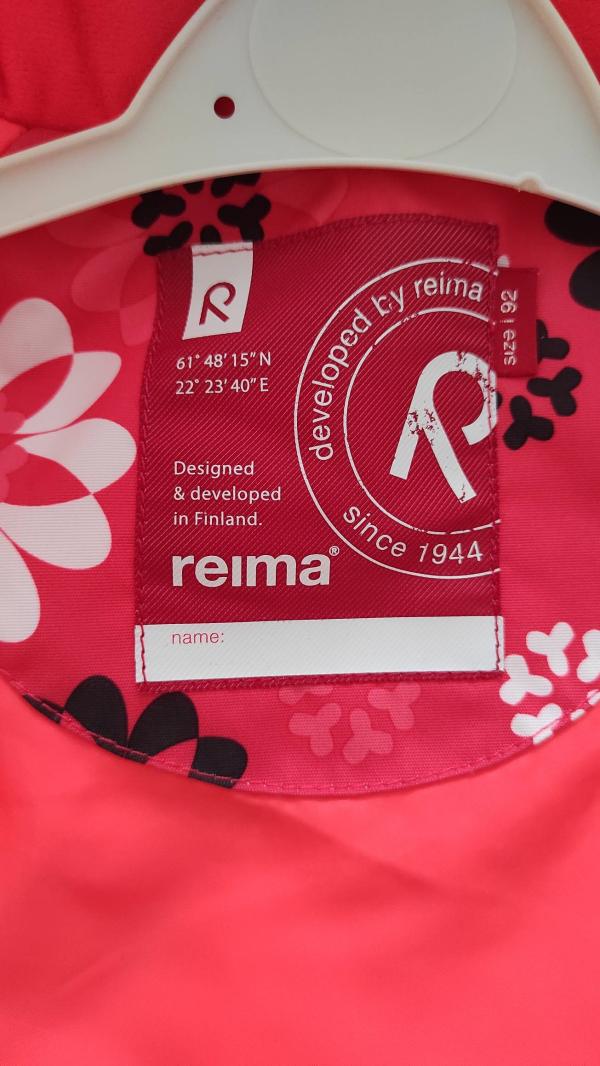 61° 48' 15" N
22° 23' 40" E
developed by reima
since 1944
size | 92
Designed
& developed
in Finland.
reima®
name: